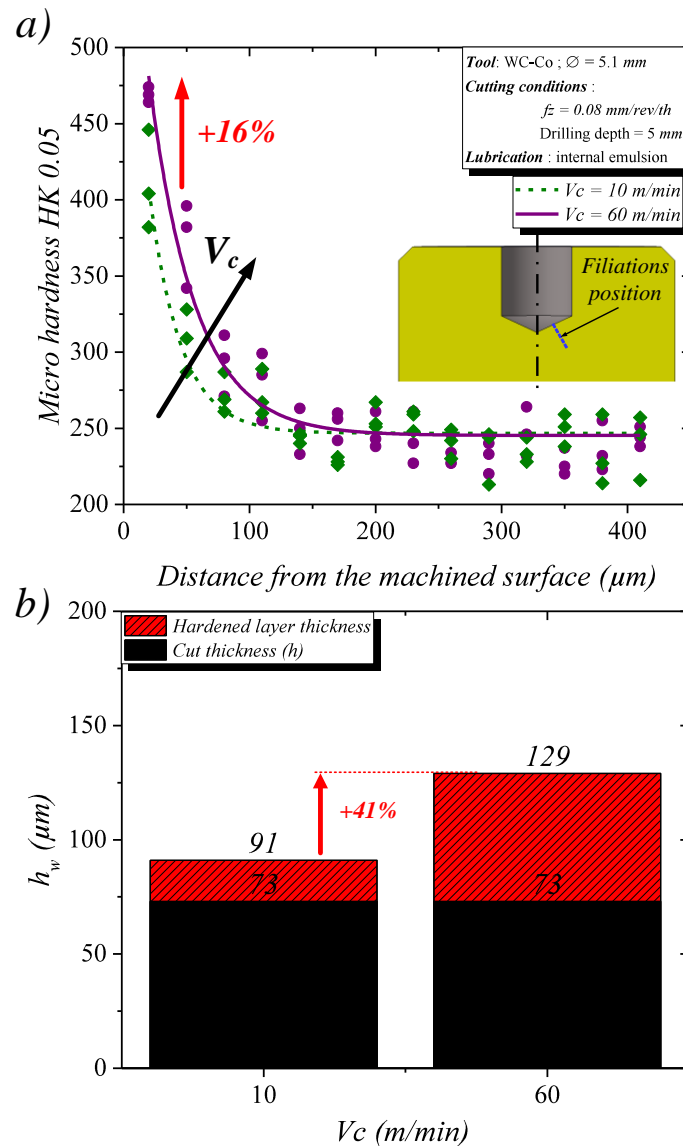 a)
500
450
400
350
300
250
200
0
100
200
300
400
Micro hardness HK 0.05
Distance from the machined surface (µm)
+16%
V_c
Tool: WC-Co ; ∅ = 5.1 mm
Cutting conditions :
fz = 0.08 mm/rev/th
Drilling depth = 5 mm
Lubrication : internal emulsion
Vc = 10 m/min
Vc = 60 m/min
Filiations
position
b)
200
150
100
50
0
h_w (µm)
Hardened layer thickness
Cut thickness (h)
91
73
+41%
129
73
10
60
Vc (m/min)